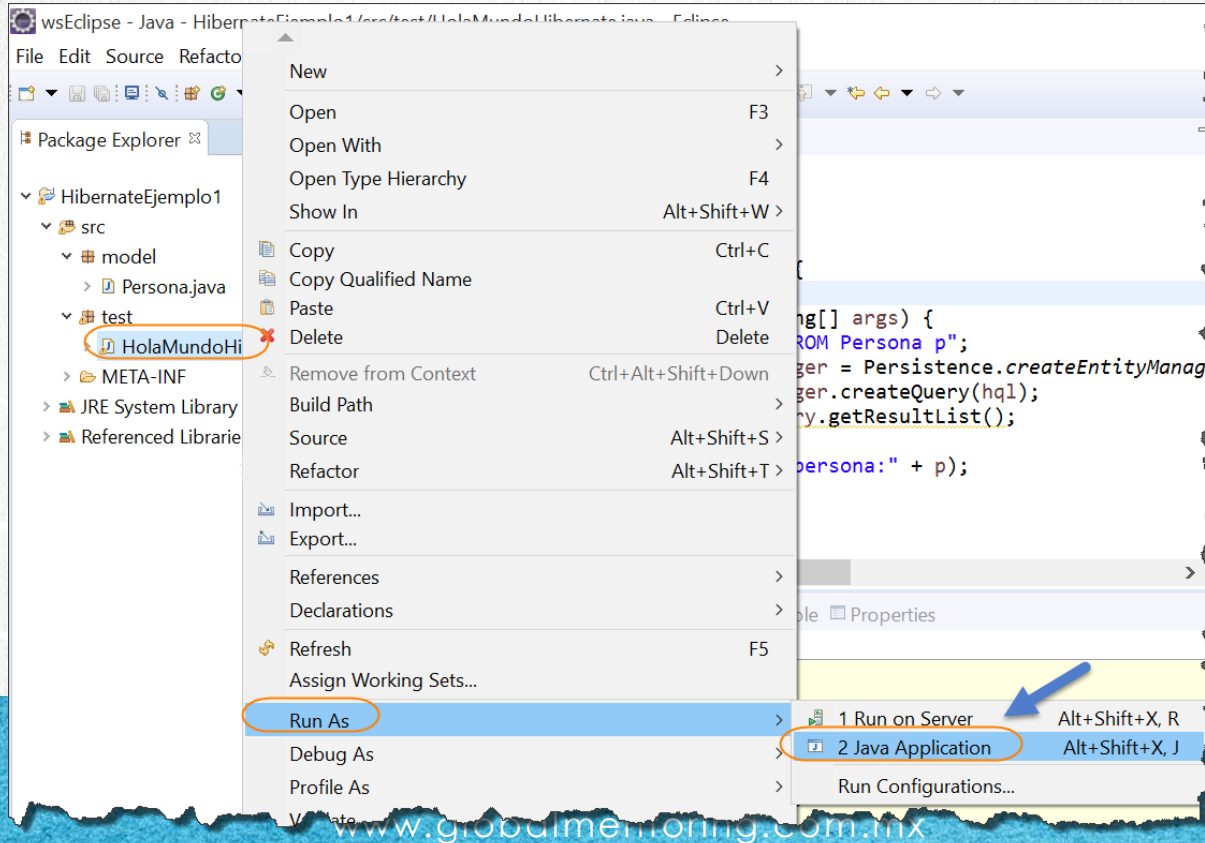 wsEclipse - Java - HibernateEjemplo1/src/test/HolaMundoHibernate.java - Eclipse
File Edit Source Refacto
Package Explorer
HibernateEjemplo1
src
model
Persona.java
test
HolaMundoHi
META-INF
JRE System Library
Referenced Librarie
New
Open F3
Open With
Open Type Hierarchy F4
Show In Alt+Shift+W
Copy Ctrl+C
Copy Qualified Name
Paste Ctrl+V
Delete Delete
Remove from Context Ctrl+Alt+Shift+Down
Build Path
Source Alt+Shift+S
Refactor Alt+Shift+T
Import...
Export...
References
Declarations
Refresh F5
Assign Working Sets...
Run As
Debug As
Profile As
{
ng[] args) {
ROM Persona p";
ger = Persistence.createEntityManag
ger.createQuery(hql);
ry.getResultList();
persona:" + p);
Properties
1 Run on Server Alt+Shift+X, R
2 Java Application Alt+Shift+X, J
Run Configurations...
www.globalmentoring.com.mx